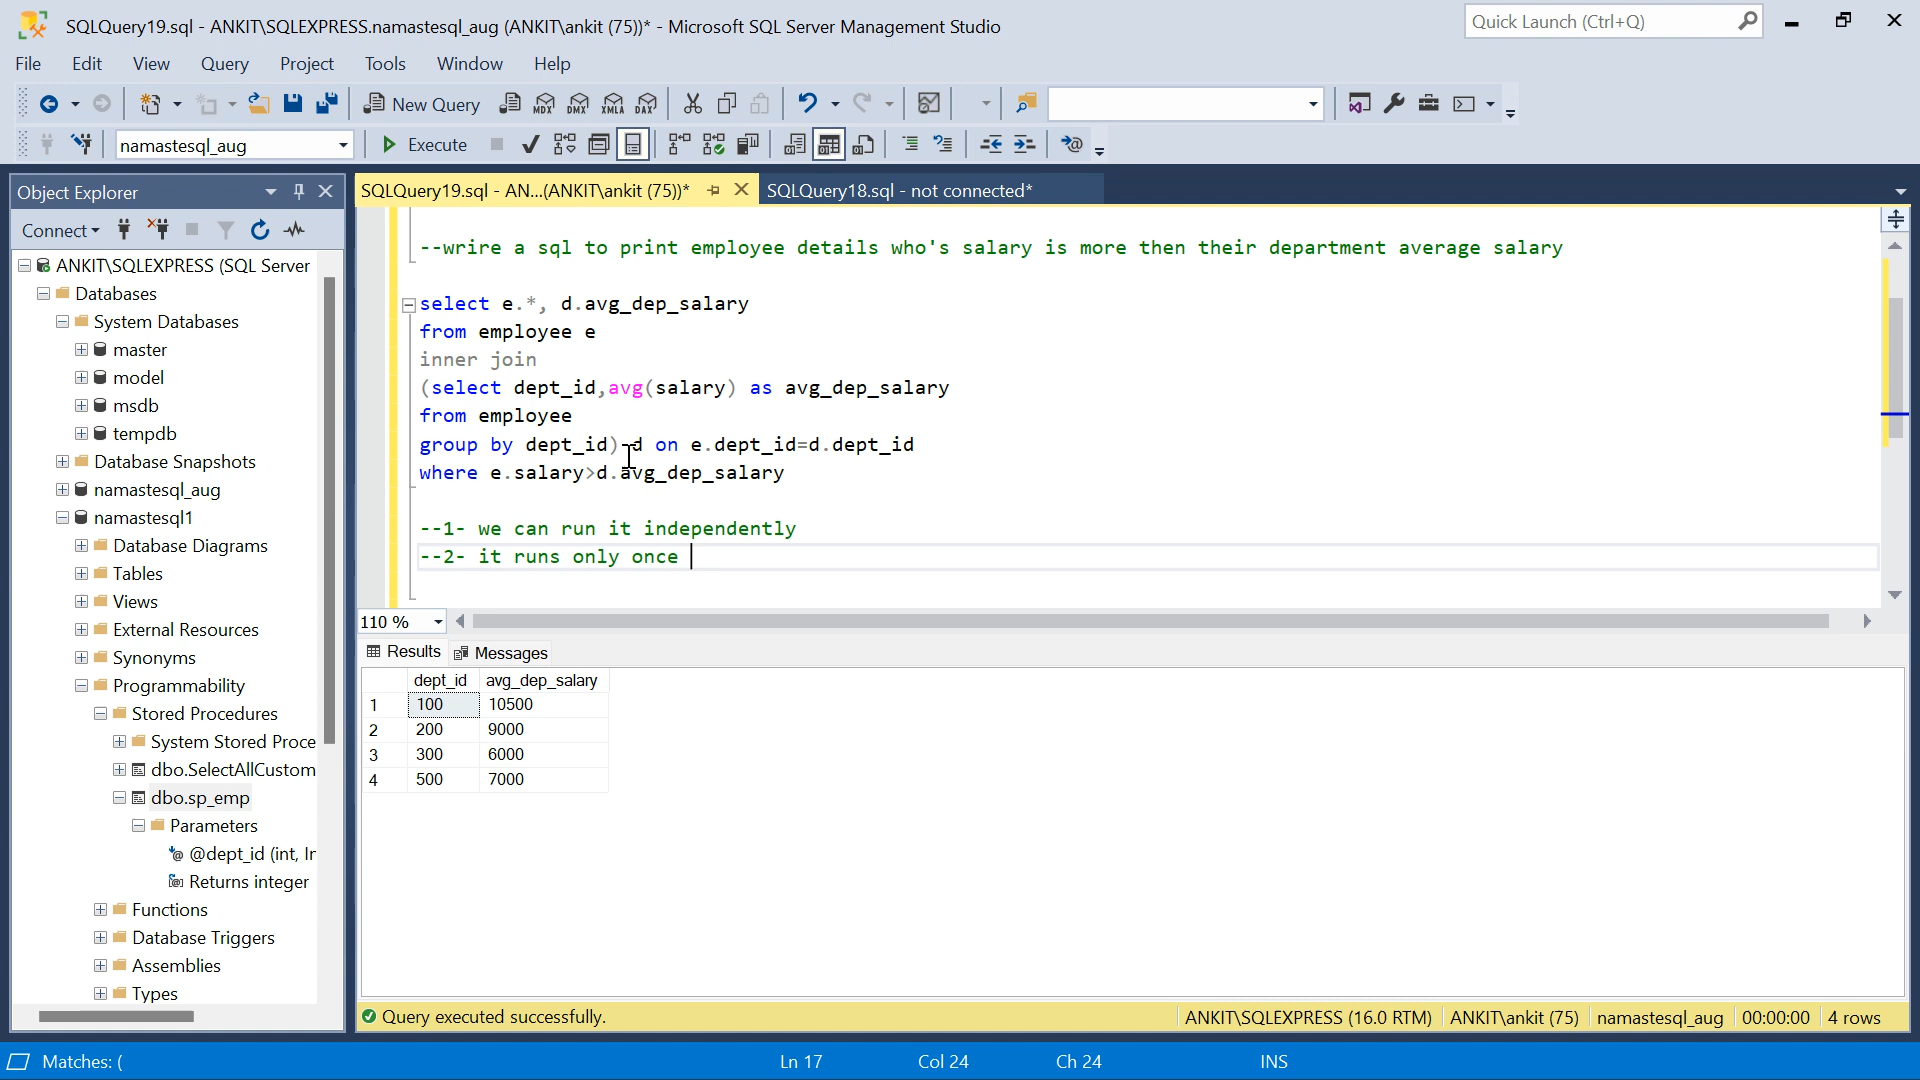 SQLQuery19.sql - ANKIT\SQLEXPRESS.namastesql_aug (ANKIT\ankit (75))* - Microsoft SQL Server Management Studio
Quick Launch (Ctrl+Q)
File Edit View Query Project Tools Window Help
New Query MDX DMX XMLA DAX
namastesql_aug Execute
Object Explorer
SQLQuery19.sql - AN...(ANKIT\ankit (75))* SQLQuery18.sql - not connected*
Connect
ANKIT\SQLEXPRESS (SQL Server
Databases
System Databases
master
model
msdb
tempdb
Database Snapshots
namastesql_aug
namastesql1
Database Diagrams
Tables
Views
External Resources
Synonyms
Programmability
Stored Procedures
System Stored Proce
dbo.SelectAllCustom
dbo.sp_emp
Parameters
@dept_id (int, Ir
Returns integer
Functions
Database Triggers
Assemblies
Types
--wrire a sql to print employee details who's salary is more then their department average salary
select e.*, d.avg_dep_salary
from employee e
inner join
(select dept_id,avg(salary) as avg_dep_salary
from employee
group by dept_id) d on e.dept_id=d.dept_id
where e.salary>d.avg_dep_salary
--1- we can run it independently
--2- it runs only once
110 %
Results Messages
dept_id avg_dep_salary
1 100 10500
2 200 9000
3 300 6000
4 500 7000
Query executed successfully. ANKIT\SQLEXPRESS (16.0 RTM) ANKIT\ankit (75) namastesql_aug 00:00:00 4 rows
Matches: ( Ln 17 Col 24 Ch 24 INS